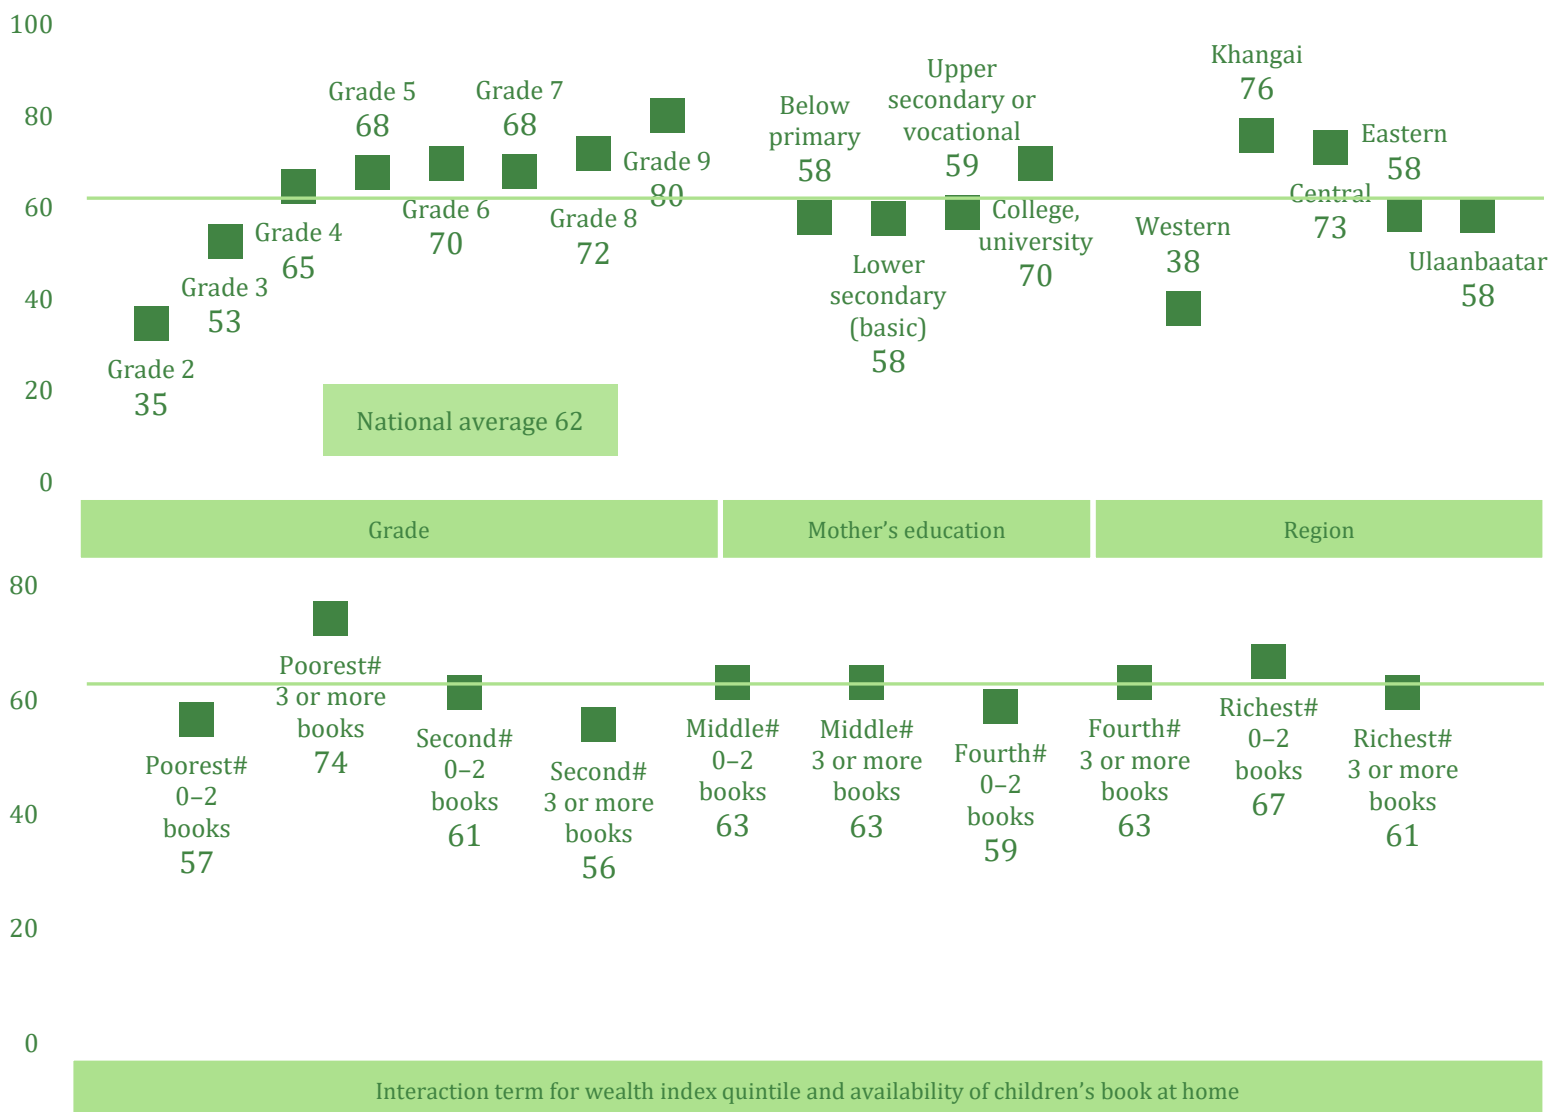 100
80
60
40
20
0
Grade 2
35
Grade 3
53
Grade 4
65
Grade 5
68
Grade 6
70
Grade 7
68
Grade 8
72
Grade 9
80
Below
primary
58
Lower
secondary
(basic)
58
Upper
secondary or
vocational
59
College,
university
70
Western
38
Khangai
76
Central
73
Eastern
58
Ulaanbaatar
58
National average 62
Grade
Mother’s education
Region
80
60
40
20
0
Poorest#
0–2
books
57
Poorest#
3 or more
books
74
Second#
0–2
books
61
Second#
3 or more
books
56
Middle#
0–2
books
63
Middle#
3 or more
books
63
Fourth#
0–2
books
59
Fourth#
3 or more
books
63
Richest#
0–2
books
67
Richest#
3 or more
books
61
Interaction term for wealth index quintile and availability of children’s book at home